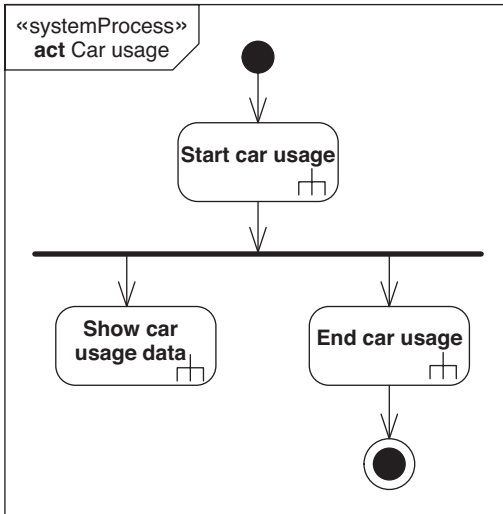 «systemProcess»
act Car usage
Start car usage
Show car
usage data
End car usage